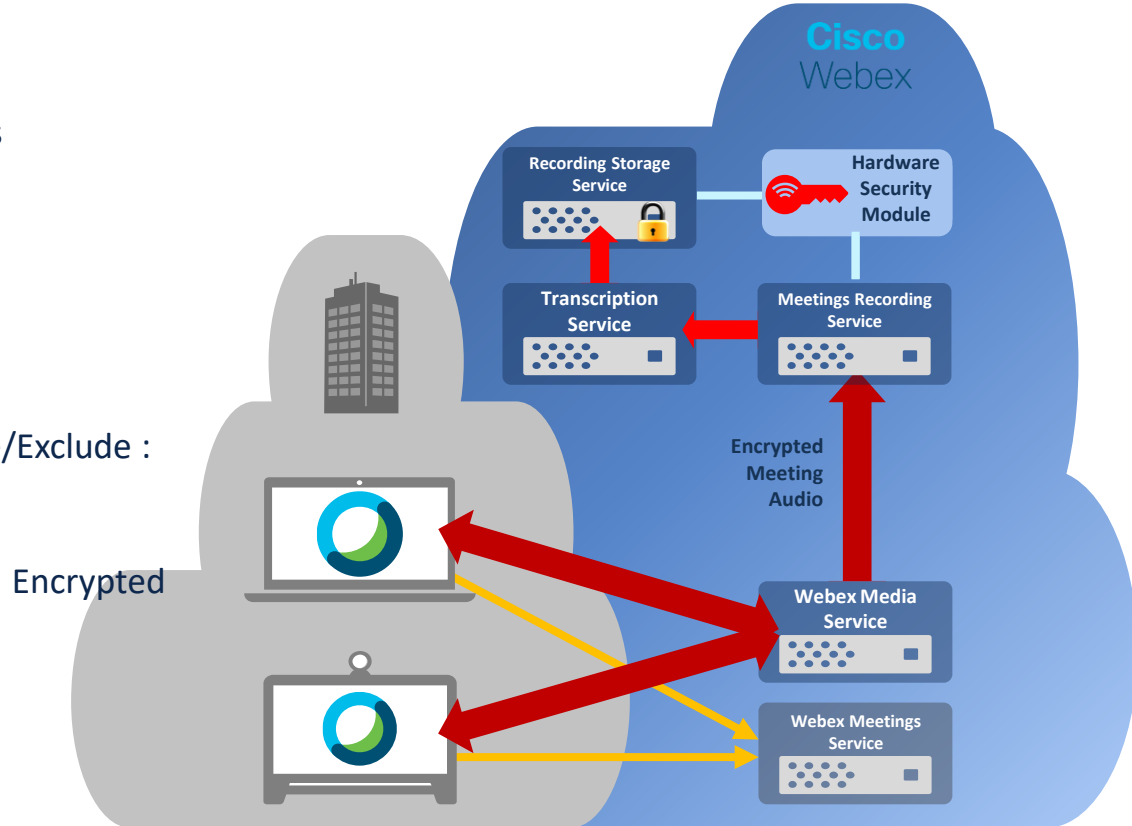 Cisco
Webex
s
Recording Storage
Service
Hardware
Security
Module
Transcription
Service
Meetings Recording
Service
/Exclude :
Encrypted
Meeting
Audio
Encrypted
Webex Media
Service
Webex Meetings
Service